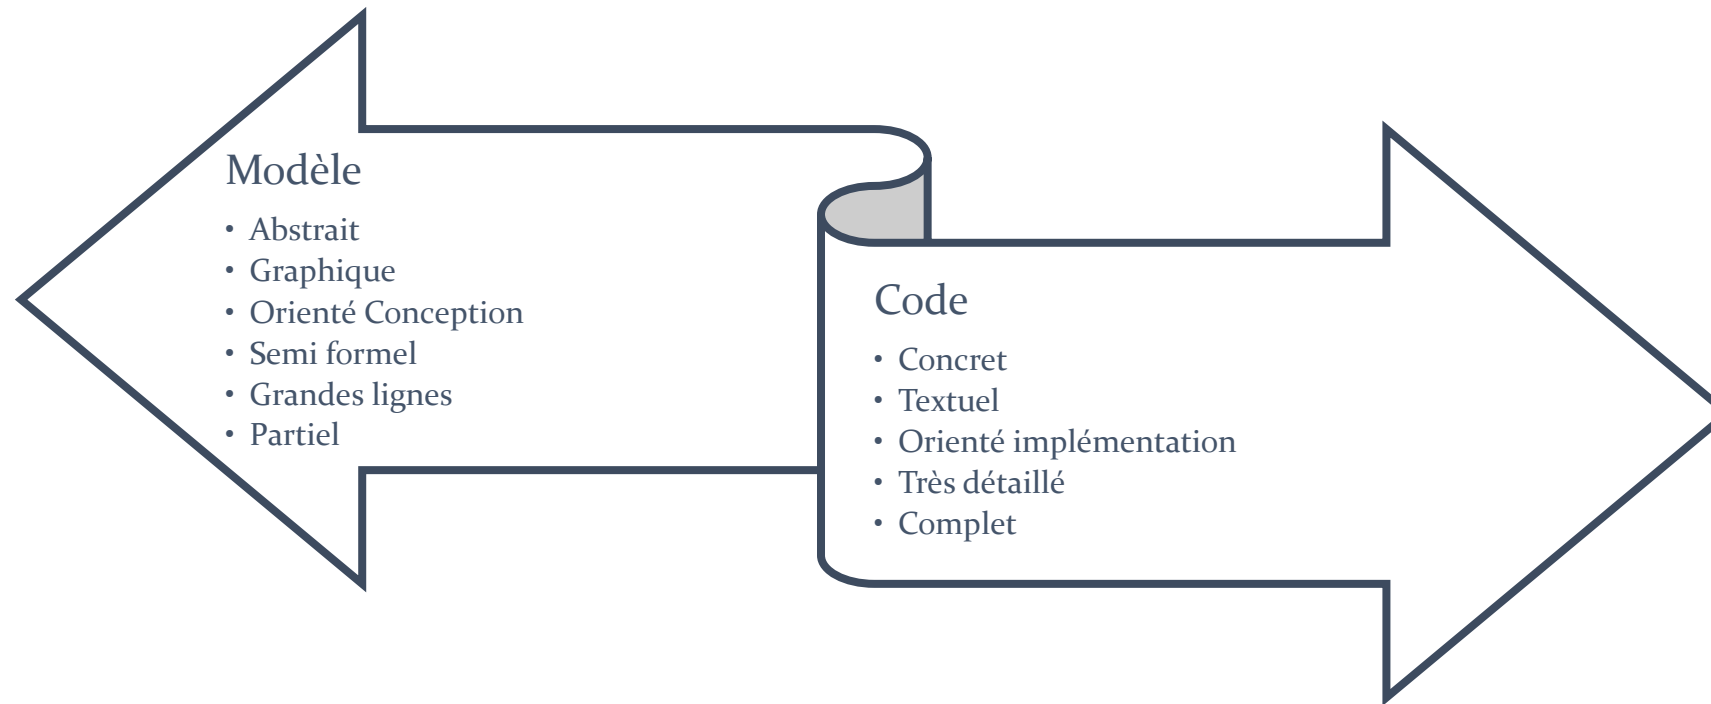 Modèle
• Abstrait
• Graphique
• Orienté Conception
• Semi formel
• Grandes lignes
• Partiel
Code
• Concret
• Textuel
• Orienté implémentation
• Très détaillé
• Complet